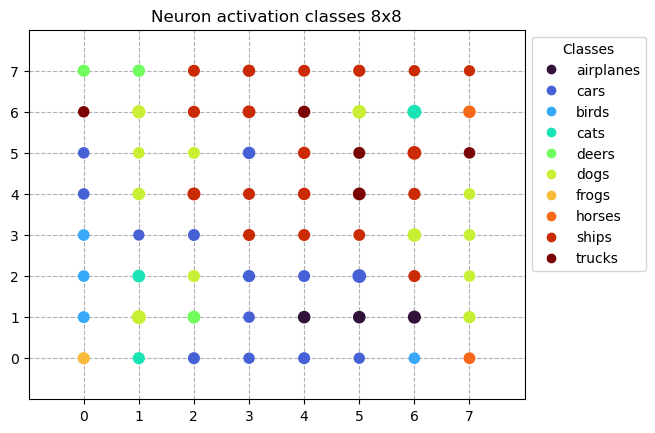 Neuron activation classes 8x8
7
6
5
4
3
2
1
0
0 1 2 3 4 5 6 7
Classes
airplanes
cars
birds
cats
deers
dogs
frogs
horses
ships
trucks